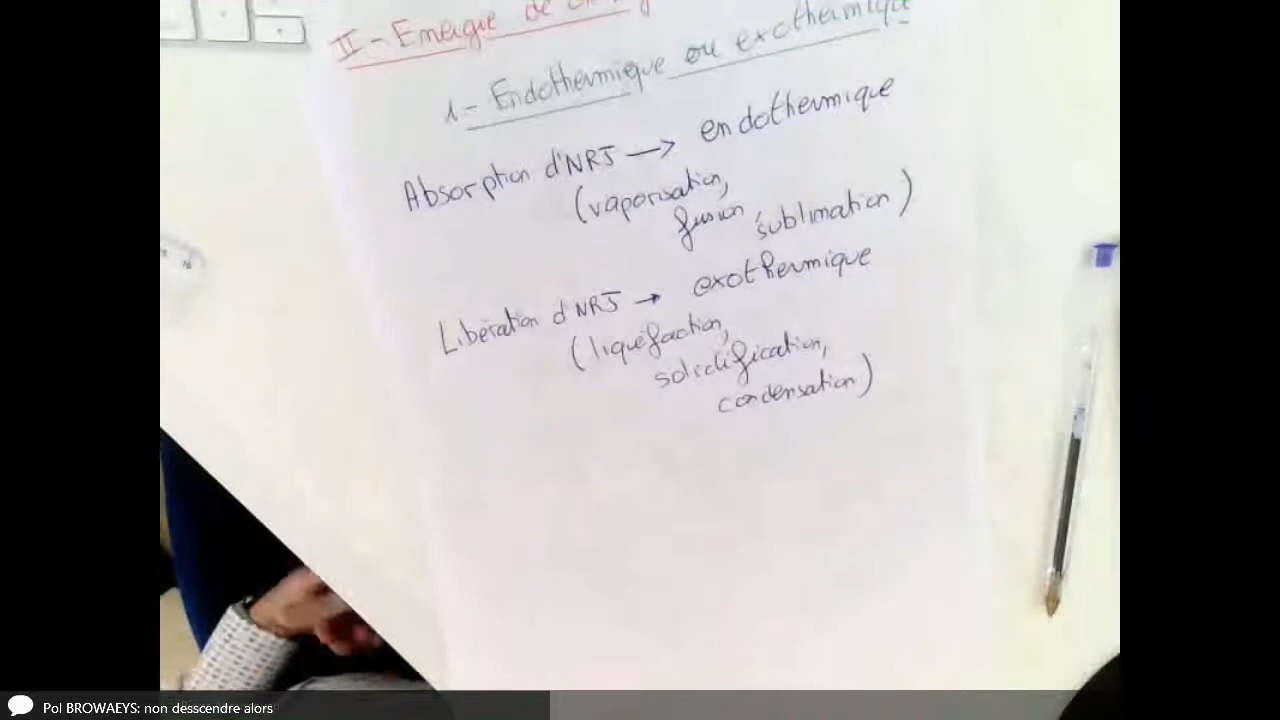 II - Energie de
1 - Endothermique ou exothermique
Absorption d'NRJ → endothermique
(vaporisation,
fusion, sublimation)
Libération d'NRJ → exothermique
(liquéfaction,
solidification,
condensation)
Pol BROWAEYS: non desscendre alors